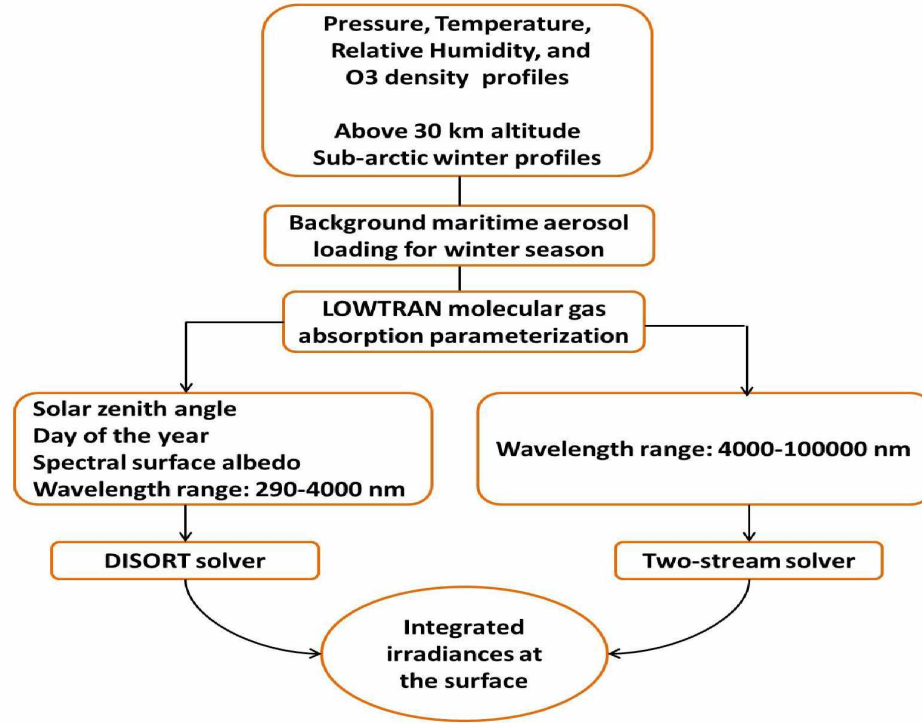 Pressure, Temperature,
Relative Humidity, and
O3 density profiles
Above 30 km altitude
Sub-arctic winter profiles
Background maritime aerosol
loading for winter season
LOWTRAN molecular gas
absorption parameterization
Solar zenith angle
Day of the year
Spectral surface albedo
Wavelength range: 290-4000 nm
Wavelength range: 4000-100000 nm
DISORT solver
Two-stream solver
Integrated
irradiances at
the surface